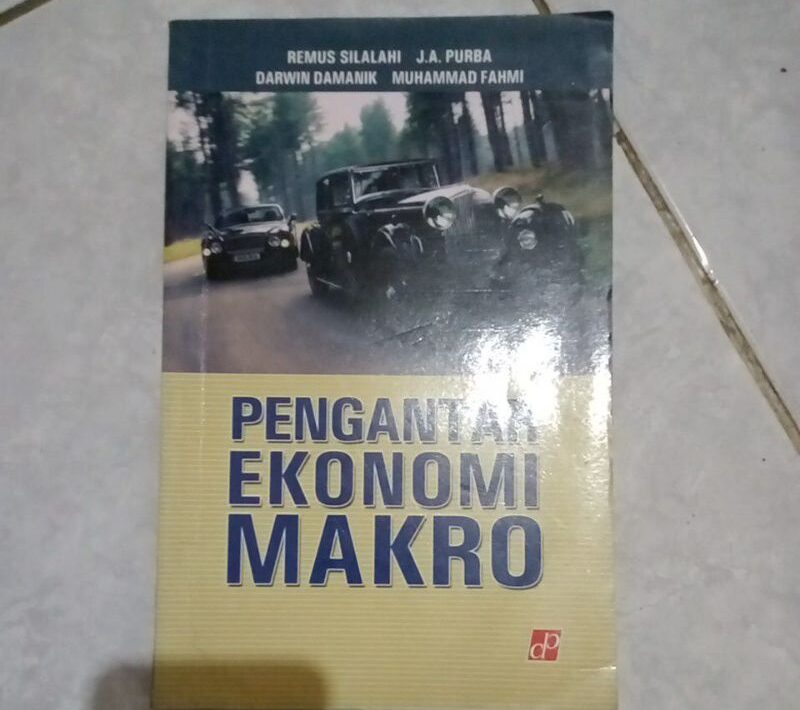 REMUS SILALAHI J.A. PURBA
DARWIN DAMANIK MUHAMMAD FAHMI
PENGANTAR
EKONOMI
MAKRO
dp